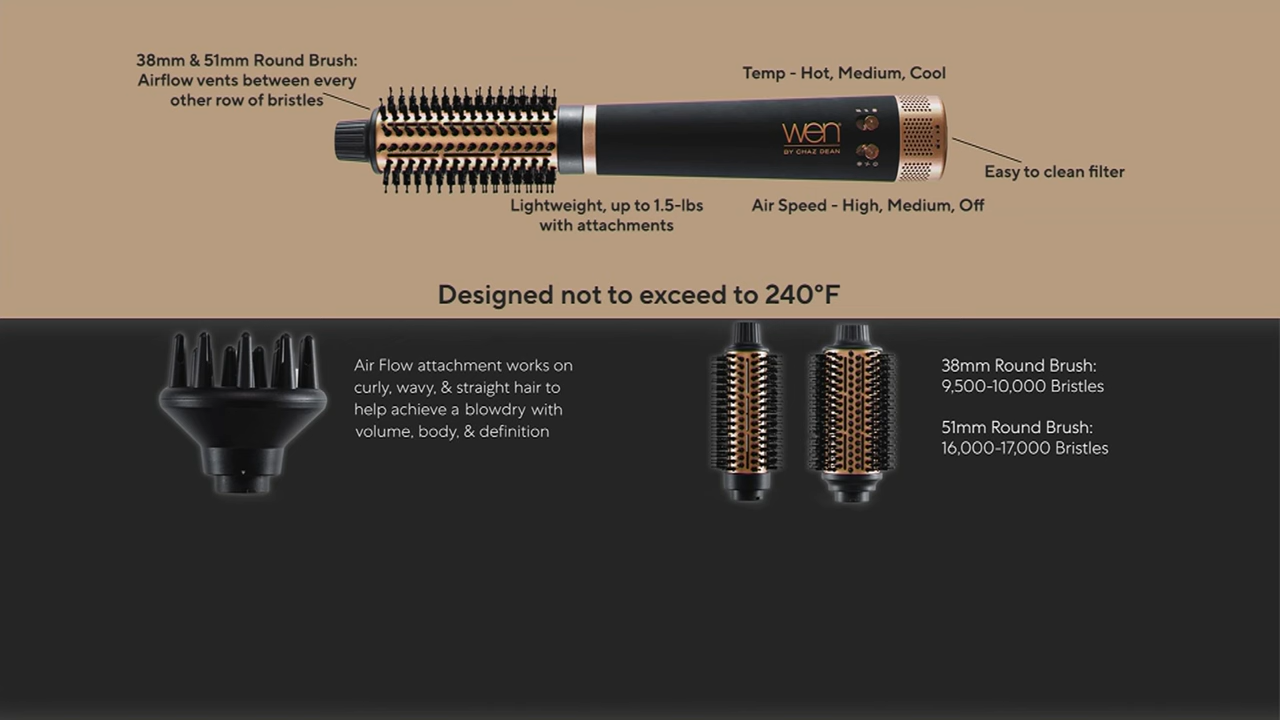 38mm & 51mm Round Brush:
Airflow vents between every
other row of bristles
Temp - Hot, Medium, Cool
wen
BY CHAZ DEAN
Easy to clean filter
Lightweight, up to 1.5-lbs
with attachments
Air Speed - High, Medium, Off
Designed not to exceed to 240°F
Air Flow attachment works on
curly, wavy, & straight hair to
help achieve a blowdry with
volume, body, & definition
38mm Round Brush:
9,500-10,000 Bristles
51mm Round Brush:
16,000-17,000 Bristles